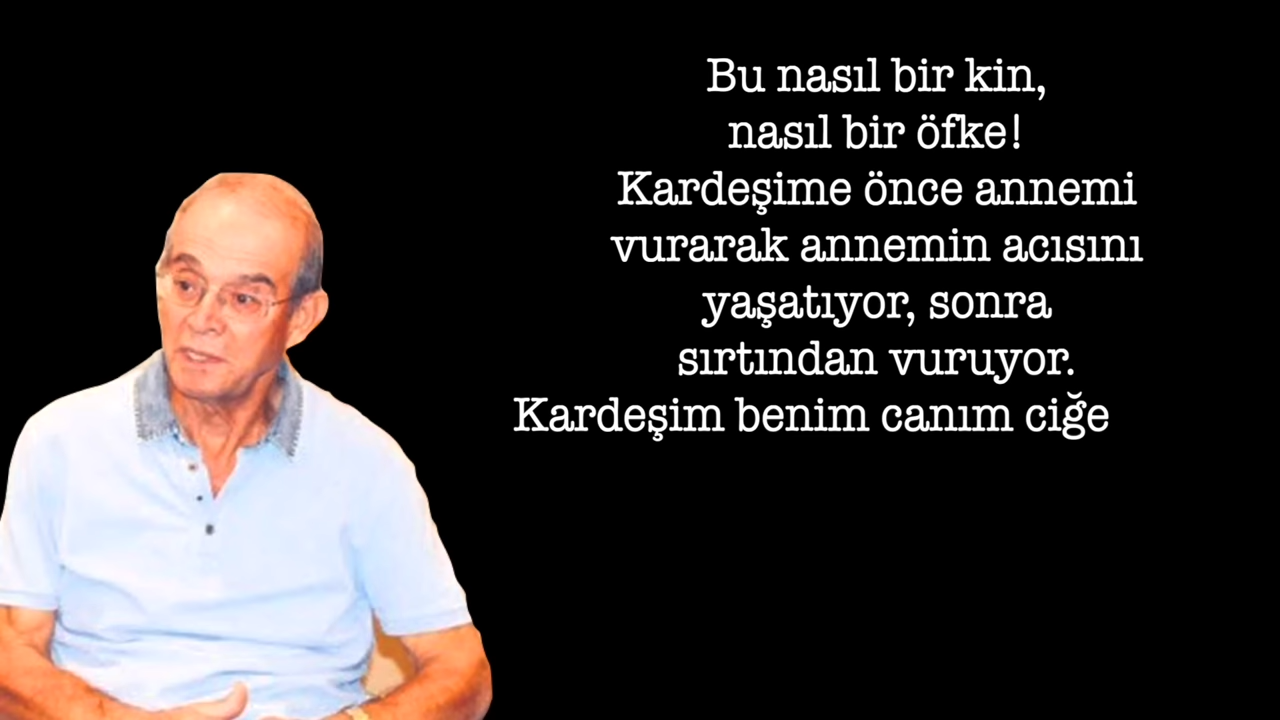 Bu nasıl bir kin,
nasıl bir öfke!
Kardeşime önce annemi
vurarak annemin acısını
yaşatıyor, sonra
sırtından vuruyor.
Kardeşim benim canım ciğe